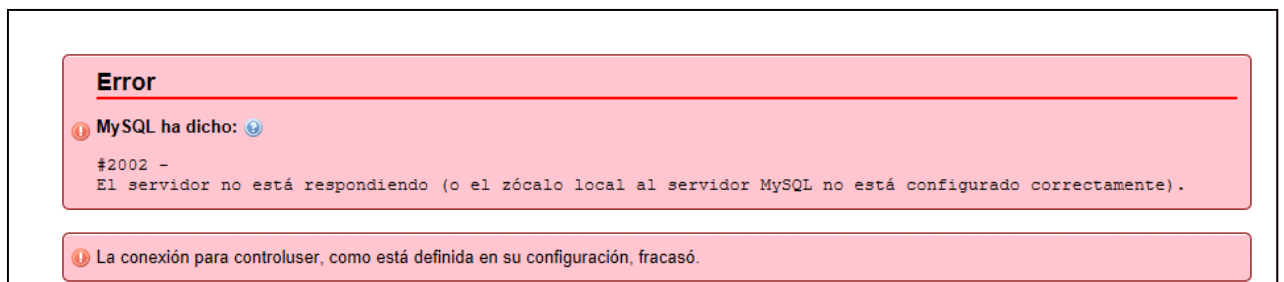 Error
MySQL ha dicho:
#2002 -
El servidor no está respondiendo (o el zócalo local al servidor MySQL no está configurado correctamente).
La conexión para controluser, como está definida en su configuración, fracasó.